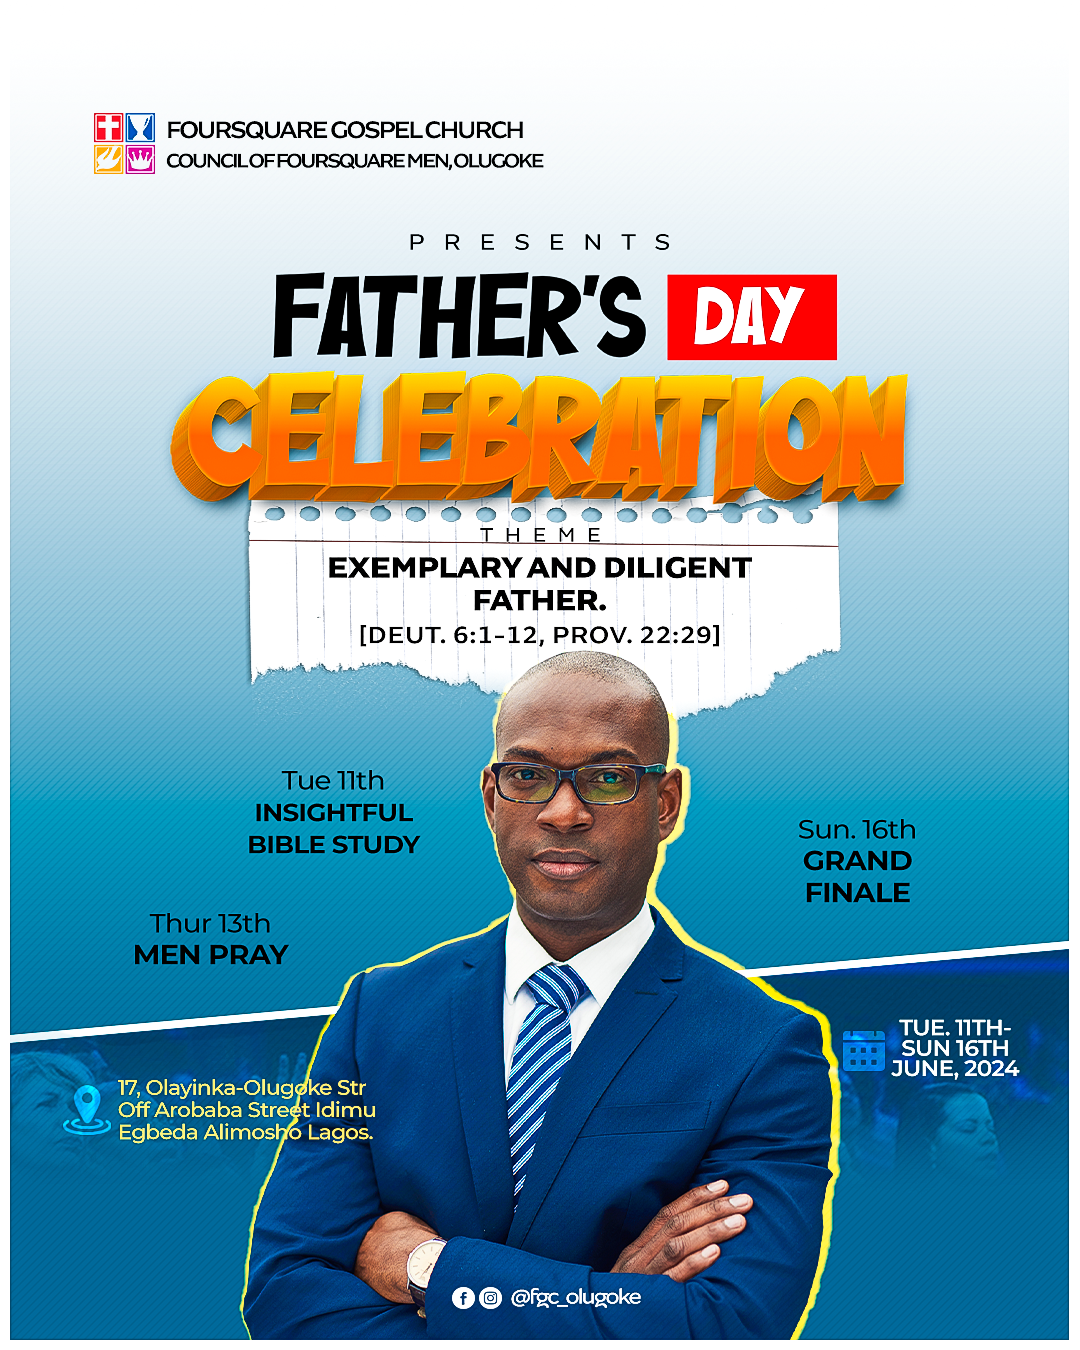 FOURSQUARE GOSPEL CHURCH
COUNCIL OF FOURSQUARE MEN, OLUGOKE
PRESENTS
FATHER'S DAY
CELEBRATION
THEME
EXEMPLARY AND DILIGENT
FATHER.
[DEUT. 6:1-12, PROV. 22:29]
Tue 11th
INSIGHTFUL
BIBLE STUDY
Thur 13th
MEN PRAY
Sun. 16th
GRAND
FINALE
TUE. 11TH-
SUN 16TH
JUNE, 2024
17, Olayinka-Olugoke Str
Off Arobaba Street Idimu
Egbeda Alimosho Lagos.
@fgc_olugoke